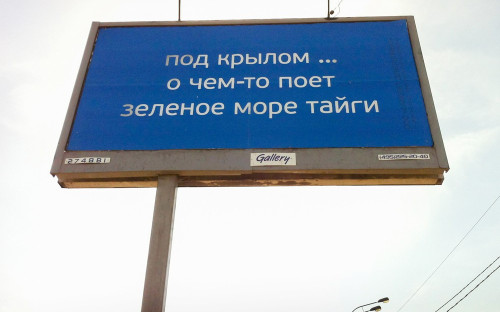 под крылом ...
о чем-то поет
зеленое море тайги
Gallery